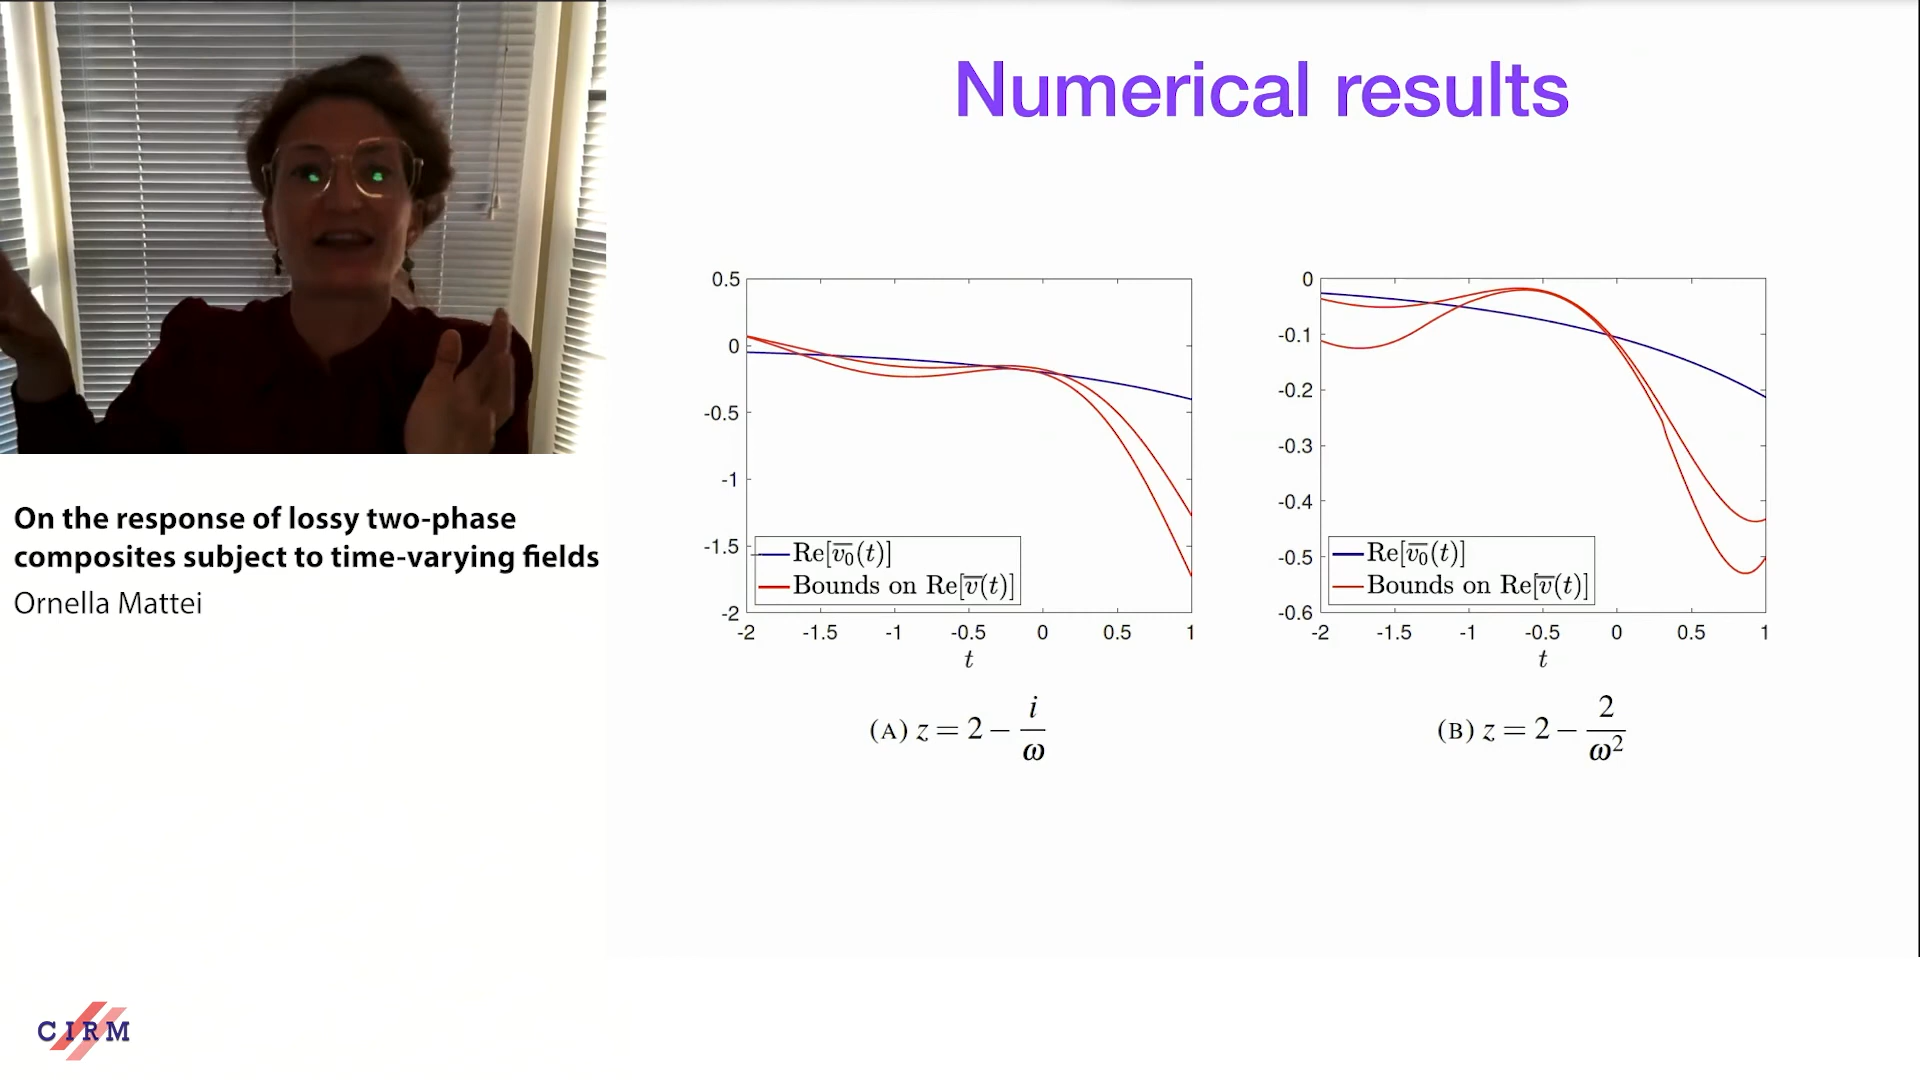 Numerical results
0.5
0
-0.5
-1
-1.5
-2
-2 -1.5 -1 -0.5 0 0.5 1
t
Re[v̅₀(t)]
Bounds on Re[v̅(t)]
(A) z = 2 − i/ω
0
-0.1
-0.2
-0.3
-0.4
-0.5
-0.6
-2 -1.5 -1 -0.5 0 0.5 1
t
Re[v̅₀(t)]
Bounds on Re[v̅(t)]
(B) z = 2 − 2/ω²
On the response of lossy two-phase
composites subject to time-varying fields
Ornella Mattei
CIRM